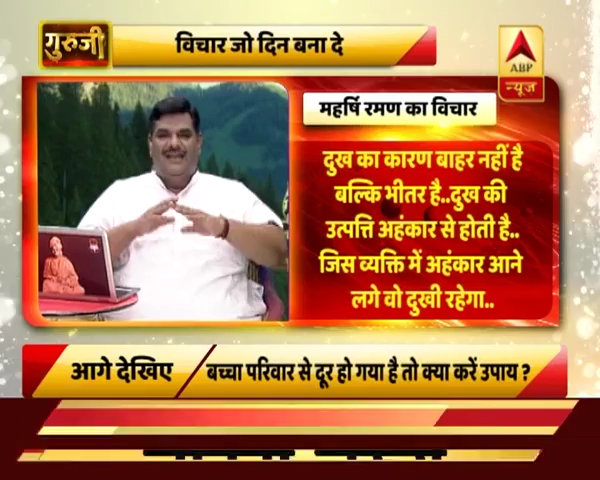 गुरुजी
विचार जो दिन बना दे
ABP
न्यूज़
महर्षि रमण का विचार
दुख का कारण बाहर नहीं है
बल्कि भीतर है..दुख की
उत्पत्ति अहंकार से होती है..
जिस व्यक्ति में अहंकार आने
लगे वो दुखी रहेगा..
आगे देखिए
बच्चा परिवार से दूर हो गया है तो क्या करें उपाय ?